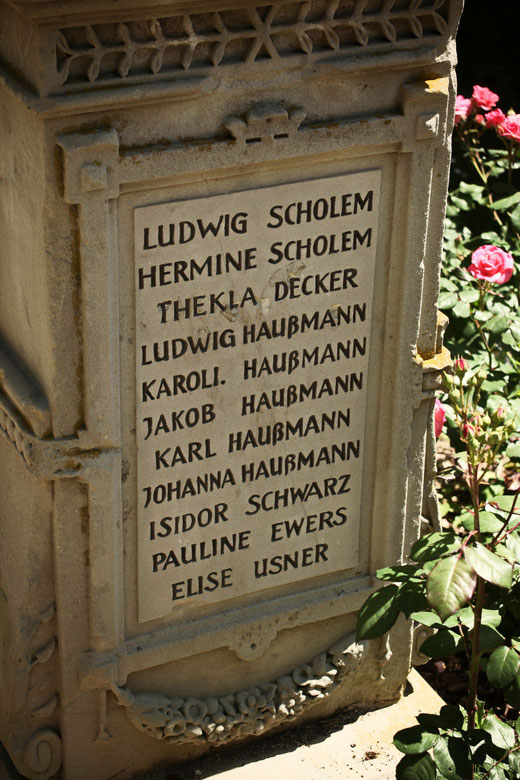 LUDWIG SCHOLEM
HERMINE SCHOLEM
THEKLA DECKER
LUDWIG HAUßMANN
KAROLI. HAUßMANN
JAKOB HAUßMANN
KARL HAUßMANN
JOHANNA HAUßMANN
ISIDOR SCHWARZ
PAULINE EWERS
ELISE USNER